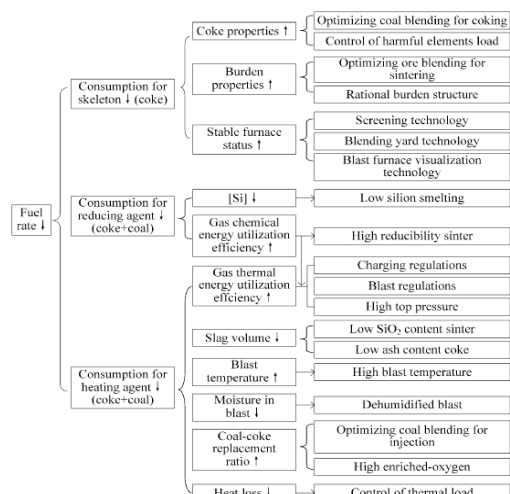 Fuel
rate ↓
Consumption for
skeleton ↓ (coke)
Consumption for
reducing agent ↓
(coke+coal)
Consumption for
heating agent ↓
(coke+coal)
Coke properties ↑
Burden
properties ↑
Stable furnace
status ↑
[Si] ↓
Gas chemical
energy utilization
efficiency ↑
Gas thermal
energy utilization
effciency ↑
Slag volume ↓
Blast
temperature ↑
Moisture in
blast ↓
Coal-coke
replacement
ratio ↑
Heat loss ↓
Optimizing coal blending for coking
Control of harmful elements load
Optimizing ore blending for
sintering
Rational burden structure
Screening technology
Blending yard technology
Blast furnace visualization
technology
Low silion smelting
High reducibility sinter
Charging regulations
Blast regulations
High top pressure
Low SiO₂ content sinter
Low ash content coke
High blast temperature
Dehumidified blast
Optimizing coal blending for
injection
High enriched-oxygen
Control of thermal load